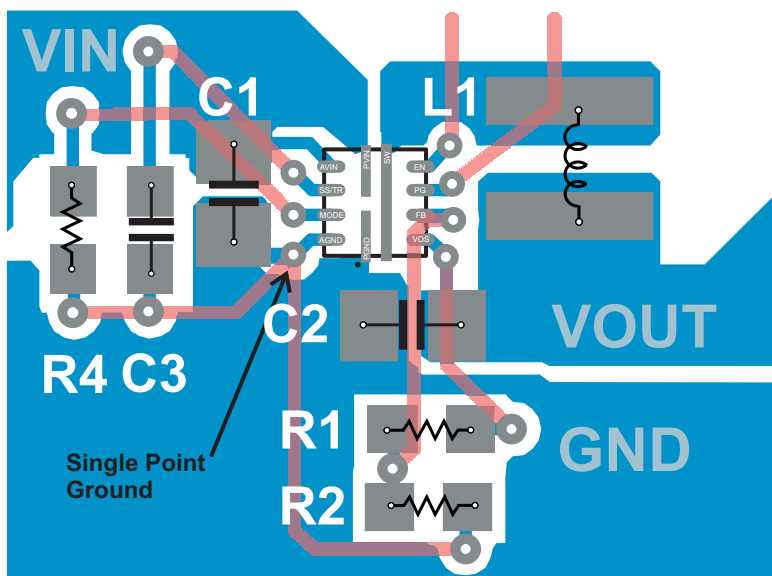 VIN
C1
L1
AVIN
PVIN
SW
EN
SS/TR
PG
MODE
FB
AGND
PGND
VOS
C2
VOUT
R4 C3
R1
GND
Single Point
Ground
R2